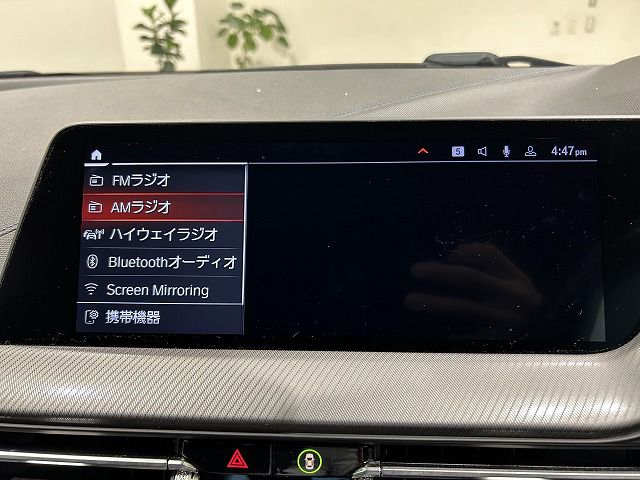 5 4:47pm
FMラジオ
AMラジオ
ハイウェイラジオ
Bluetoothオーディオ
Screen Mirroring
携帯機器